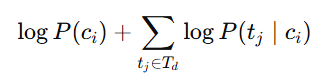 log P(c_i) + ∑_{t_j∈T_d} log P(t_j | c_i)